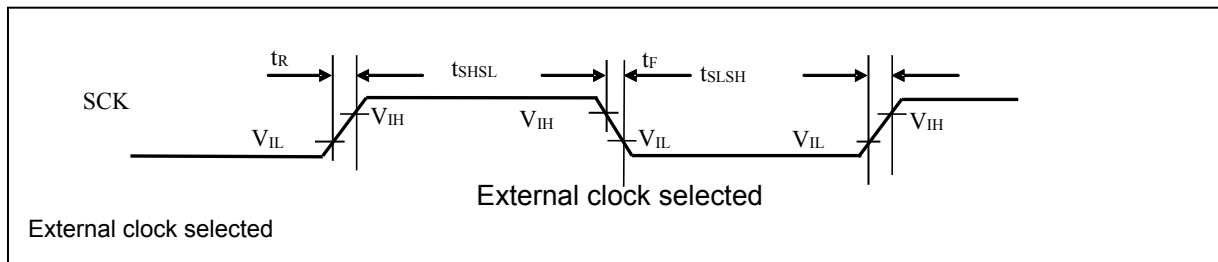 tR tSHSL tF tSLSH
SCK
VIH VIH VIH
VIL VIL VIL
External clock selected
External clock selected